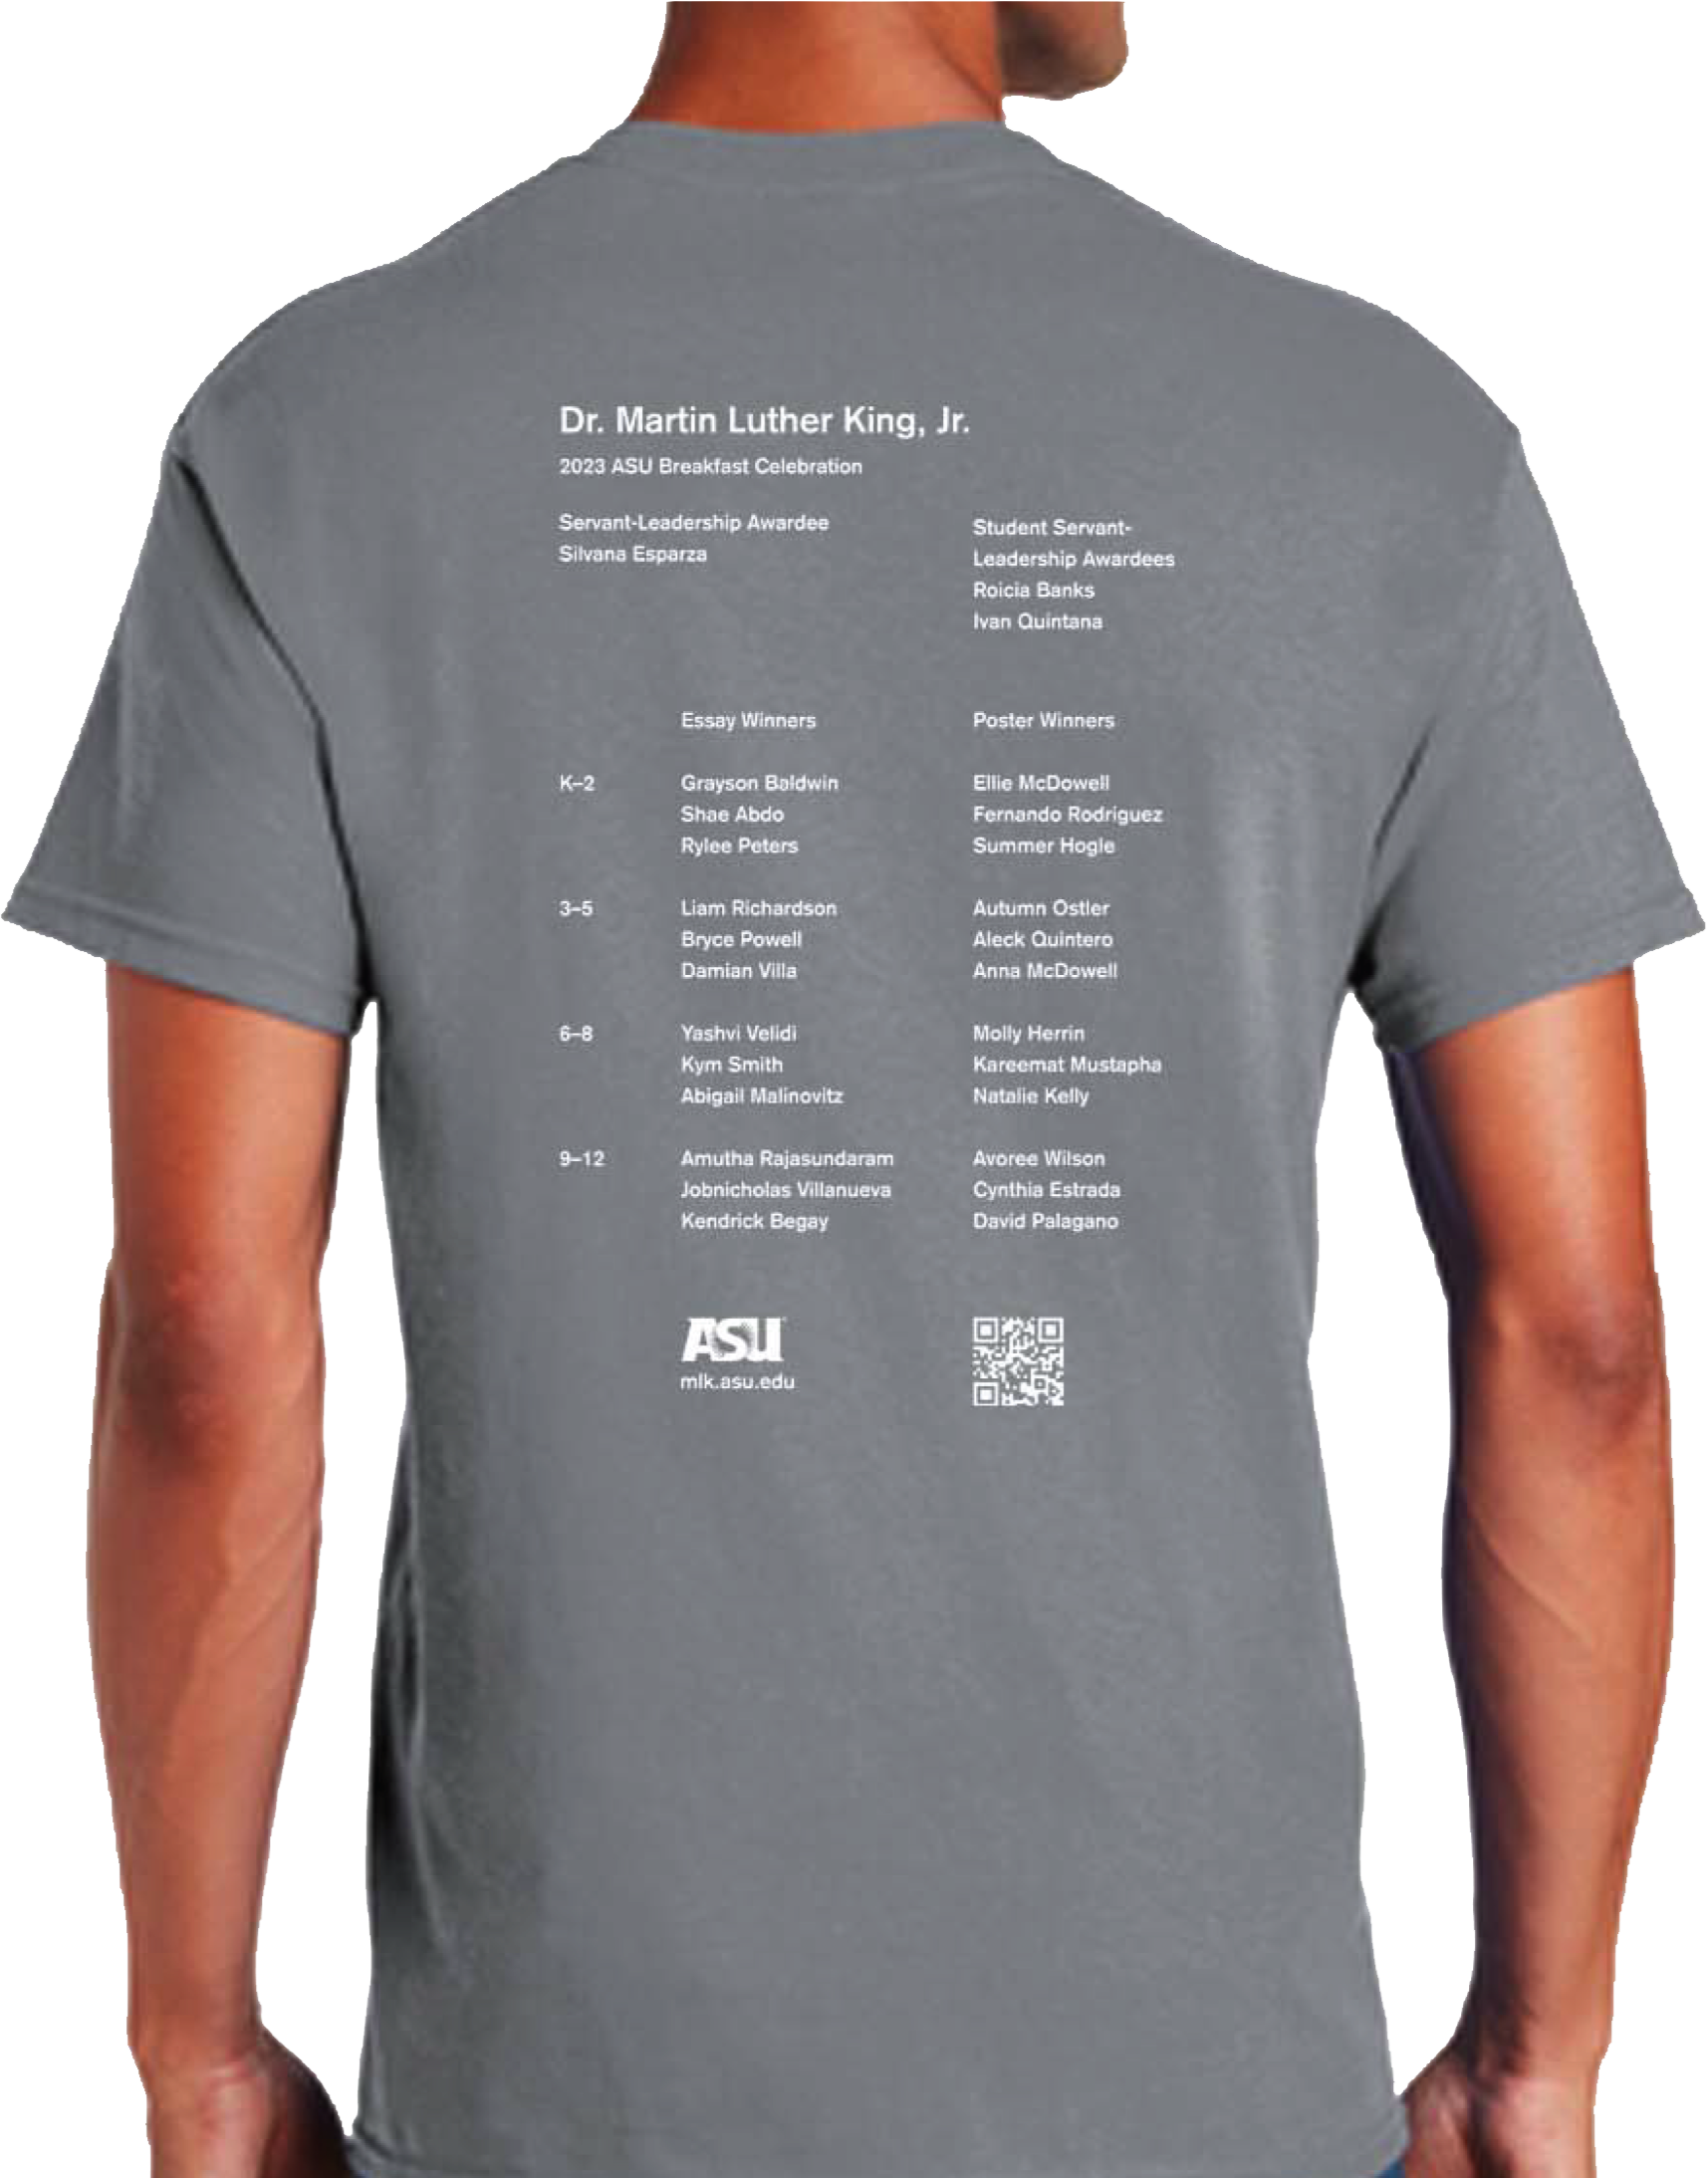 Dr. Martin Luther King, Jr.
2023 ASU Breakfast Celebration
Servant-Leadership Awardee
Silvana Esparza
Student Servant-
Leadership Awardees
Roicia Banks
Ivan Quintana
Essay Winners Poster Winners
K–2 Grayson Baldwin Ellie McDowell
Shae Abdo Fernando Rodriguez
Rylee Peters Summer Hogle
3–5 Liam Richardson Autumn Ostler
Bryce Powell Aleck Quintero
Damian Villa Anna McDowell
6–8 Yashvi Velidi Molly Herrin
Kym Smith Kareemat Mustapha
Abigail Malinovitz Natalie Kelly
9–12 Amutha Rajasundaram Avoree Wilson
Jobnicholas Villanueva Cynthia Estrada
Kendrick Begay David Palagano
ASU
mlk.asu.edu